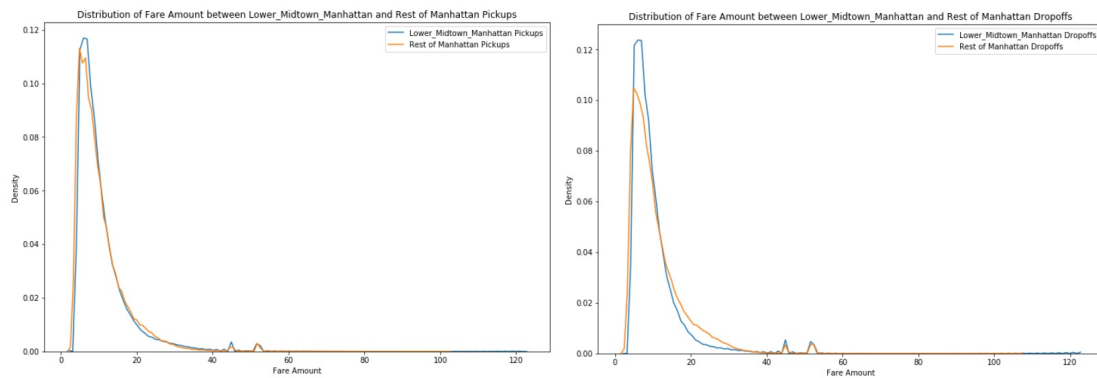 Distribution of Fare Amount between Lower_Midtown_Manhattan and Rest of Manhattan Pickups
Lower_Midtown_Manhattan Pickups
Rest of Manhattan Pickups
0.12
0.10
0.08
0.06
0.04
0.02
0.00
Density
0 20 40 60 80 100 120
Fare Amount
Distribution of Fare Amount between Lower_Midtown_Manhattan and Rest of Manhattan Dropoffs
Lower_Midtown_Manhattan Dropoffs
Rest of Manhattan Dropoffs
0.12
0.10
0.08
0.06
0.04
0.02
0.00
Density
0 20 40 60 80 100 120
Fare Amount